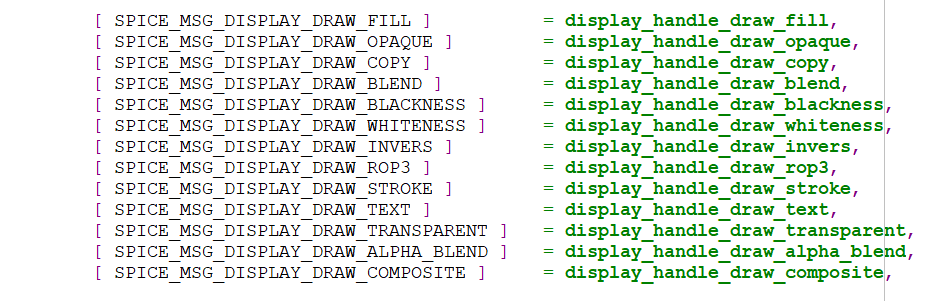 [ SPICE_MSG_DISPLAY_DRAW_FILL ] = display_handle_draw_fill,
[ SPICE_MSG_DISPLAY_DRAW_OPAQUE ] = display_handle_draw_opaque,
[ SPICE_MSG_DISPLAY_DRAW_COPY ] = display_handle_draw_copy,
[ SPICE_MSG_DISPLAY_DRAW_BLEND ] = display_handle_draw_blend,
[ SPICE_MSG_DISPLAY_DRAW_BLACKNESS ] = display_handle_draw_blackness,
[ SPICE_MSG_DISPLAY_DRAW_WHITENESS ] = display_handle_draw_whiteness,
[ SPICE_MSG_DISPLAY_DRAW_INVERS ] = display_handle_draw_invers,
[ SPICE_MSG_DISPLAY_DRAW_ROP3 ] = display_handle_draw_rop3,
[ SPICE_MSG_DISPLAY_DRAW_STROKE ] = display_handle_draw_stroke,
[ SPICE_MSG_DISPLAY_DRAW_TEXT ] = display_handle_draw_text,
[ SPICE_MSG_DISPLAY_DRAW_TRANSPARENT ] = display_handle_draw_transparent,
[ SPICE_MSG_DISPLAY_DRAW_ALPHA_BLEND ] = display_handle_draw_alpha_blend,
[ SPICE_MSG_DISPLAY_DRAW_COMPOSITE ] = display_handle_draw_composite,